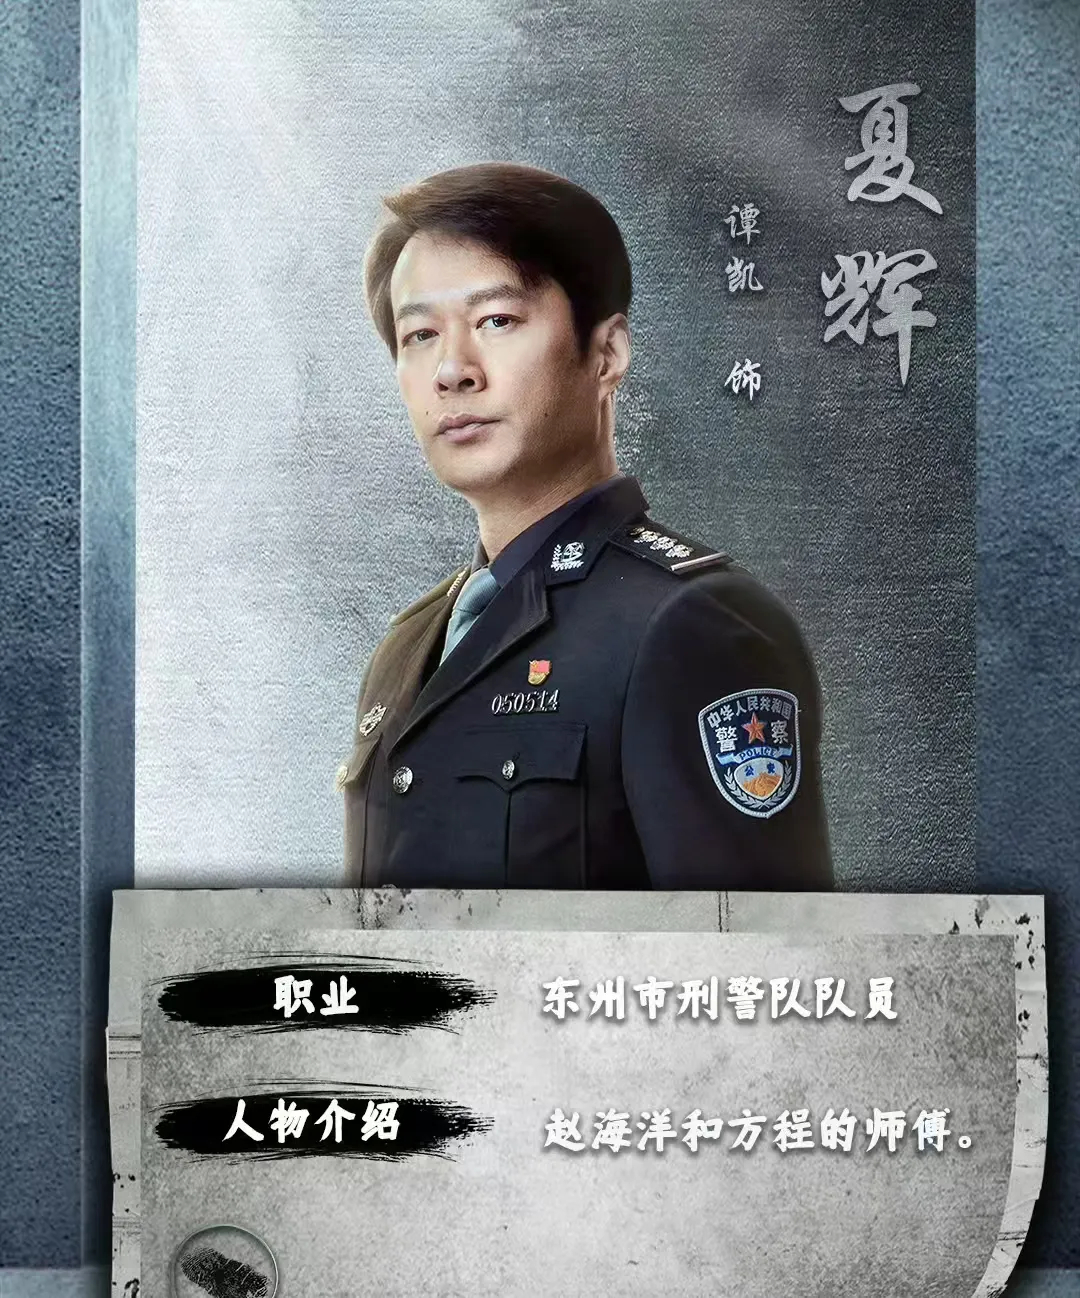 夏辉
谭凯 饰
050514
中华人民共和国
警察
POLICE
公安
职业
东州市刑警队队员
人物介绍
赵海洋和方程的师傅。